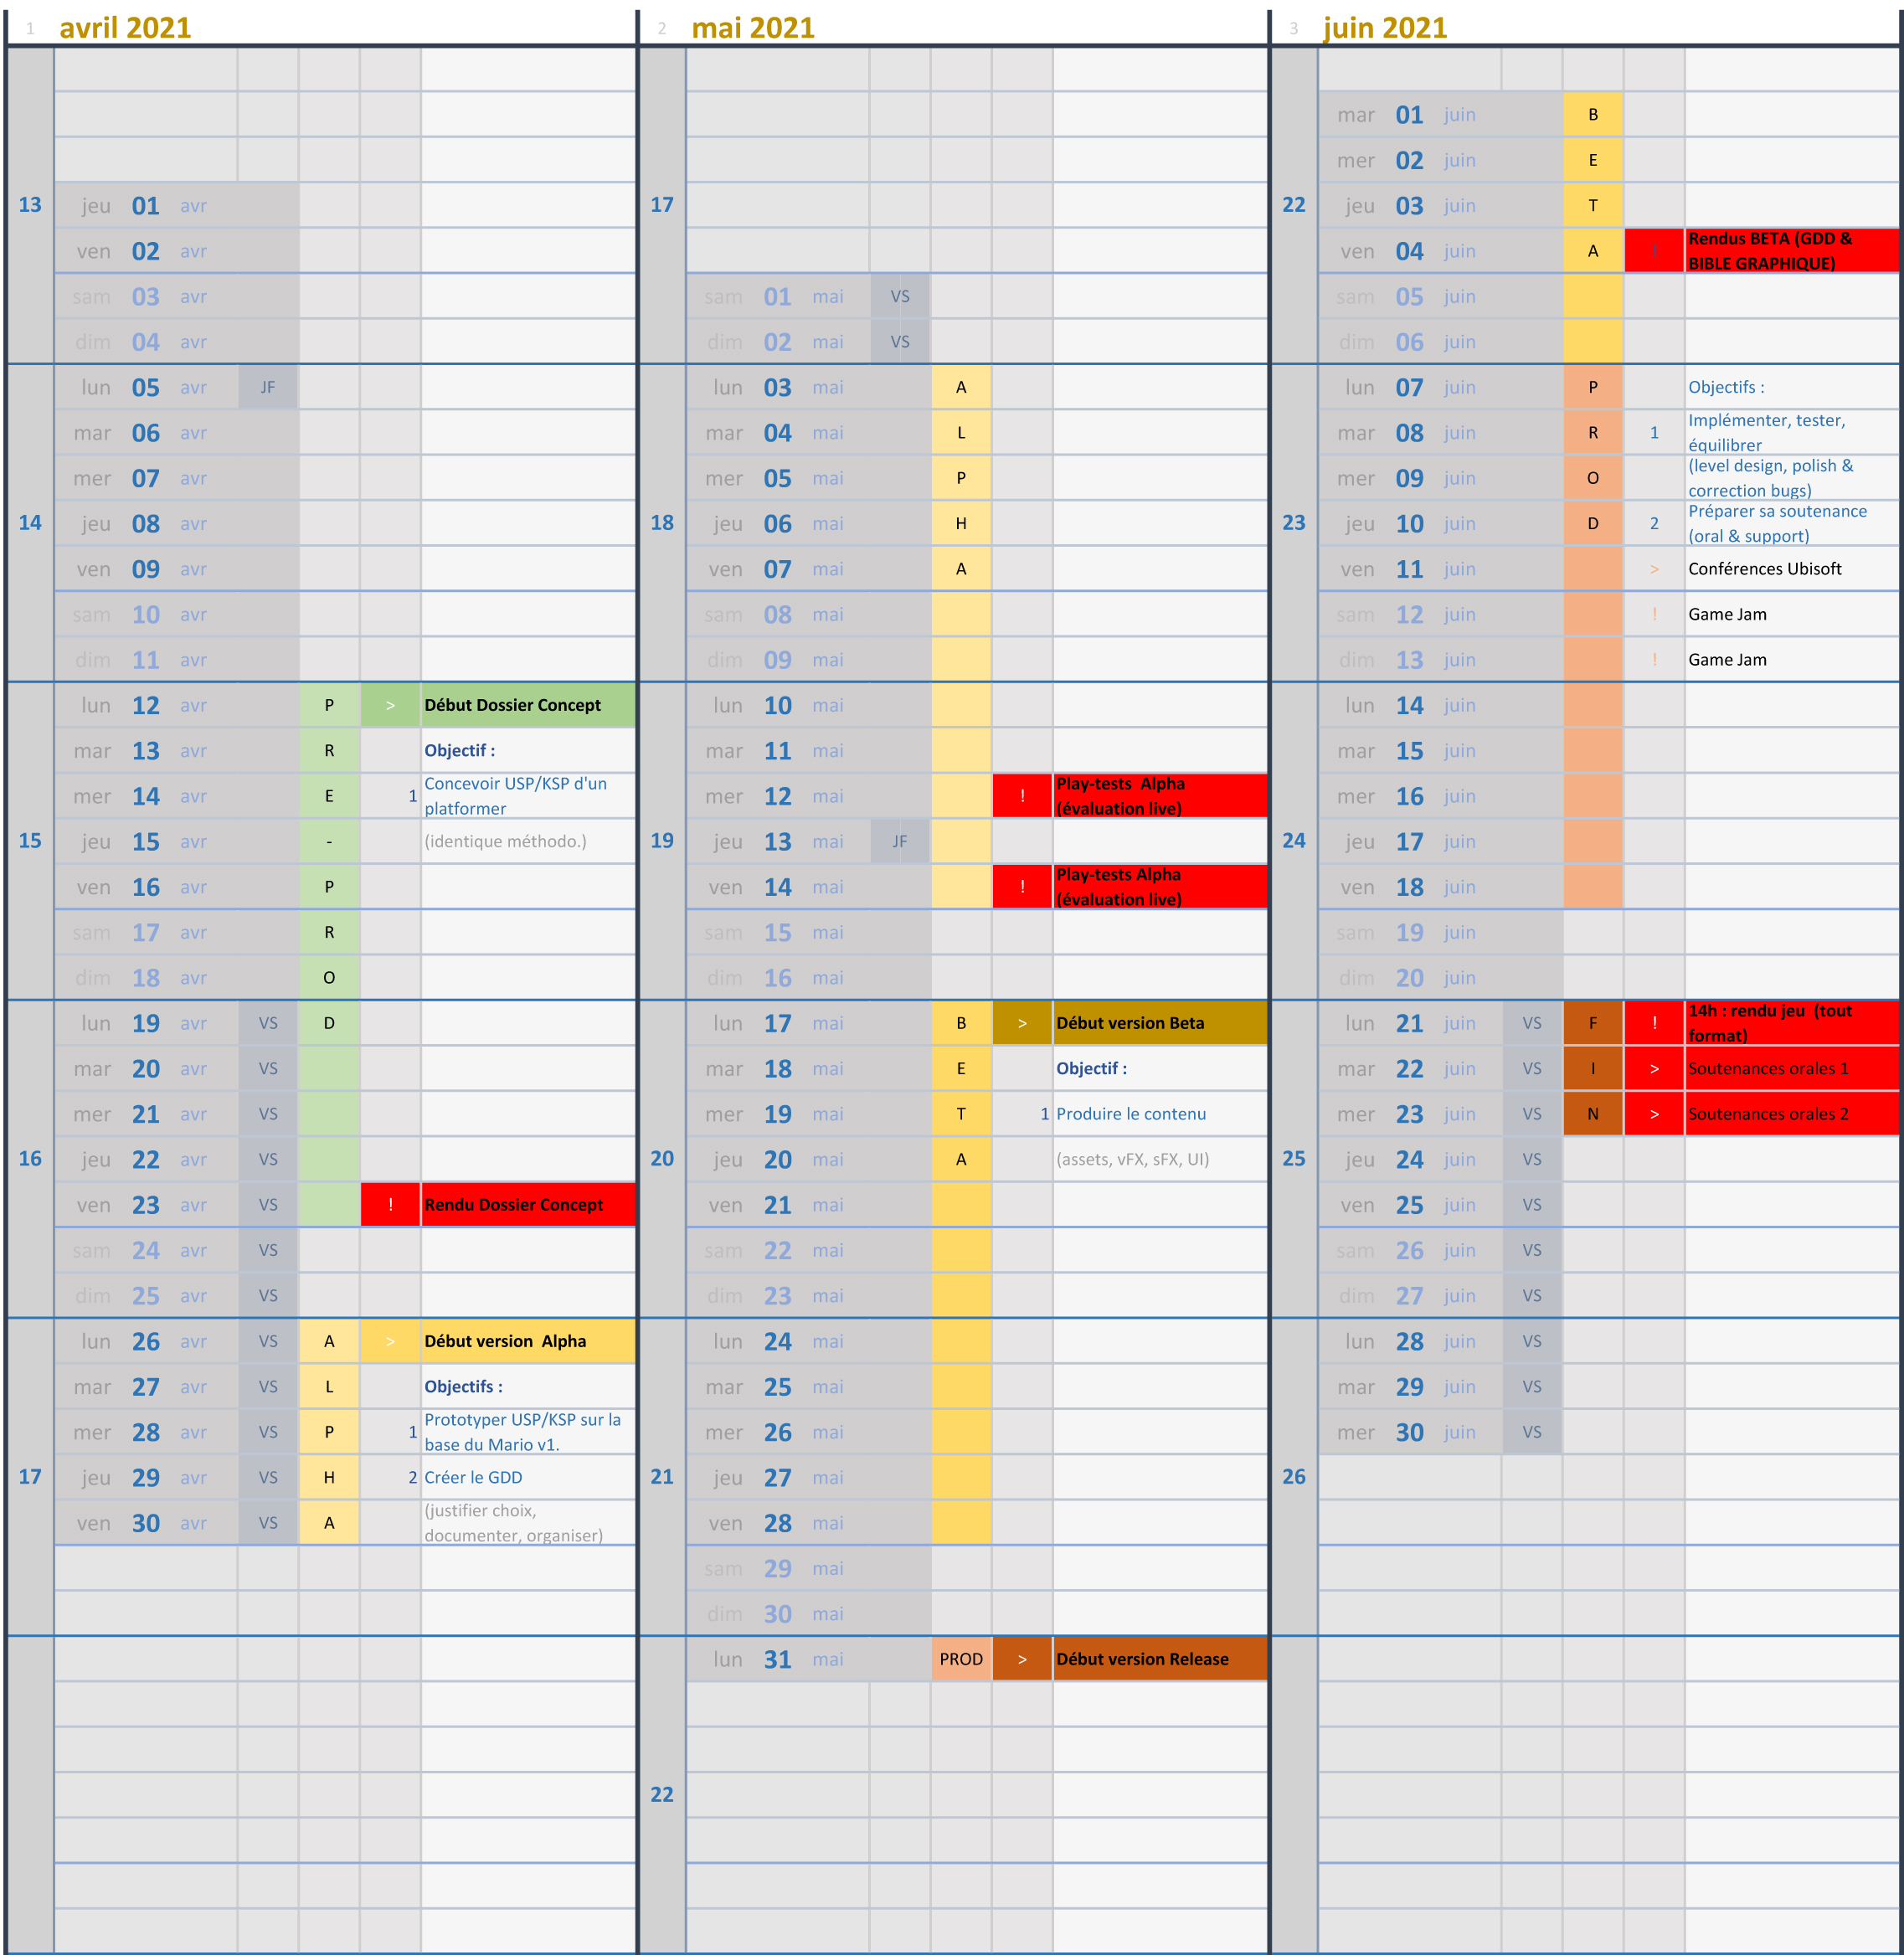 1 avril 2021
13
jeu 01 avr
ven 02 avr
sam 03 avr
dim 04 avr
14
lun 05 avr JF
mar 06 avr
mer 07 avr
jeu 08 avr
ven 09 avr
sam 10 avr
dim 11 avr
15
lun 12 avr P > Début Dossier Concept
mar 13 avr R Objectif :
mer 14 avr E 1 Concevoir USP/KSP d'un
platformer
jeu 15 avr - (identique méthodo.)
ven 16 avr P
sam 17 avr R
dim 18 avr O
16
lun 19 avr VS D
mar 20 avr VS
mer 21 avr VS
jeu 22 avr VS
ven 23 avr VS ! Rendu Dossier Concept
sam 24 avr VS
dim 25 avr VS
17
lun 26 avr VS A > Début version Alpha
mar 27 avr VS L Objectifs :
mer 28 avr VS P 1 Prototyper USP/KSP sur la
base du Mario v1.
jeu 29 avr VS H 2 Créer le GDD
ven 30 avr VS A (justifier choix,
documenter, organiser)
2 mai 2021
17
sam 01 mai VS
dim 02 mai VS
18
lun 03 mai A
mar 04 mai L
mer 05 mai P
jeu 06 mai H
ven 07 mai A
sam 08 mai
dim 09 mai
19
lun 10 mai
mar 11 mai
mer 12 mai ! Play-tests Alpha
(évaluation live)
jeu 13 mai JF
ven 14 mai ! Play-tests Alpha
(évaluation live)
sam 15 mai
dim 16 mai
20
lun 17 mai B > Début version Beta
mar 18 mai E Objectif :
mer 19 mai T 1 Produire le contenu
jeu 20 mai A (assets, vFX, sFX, UI)
ven 21 mai
sam 22 mai
dim 23 mai
21
lun 24 mai
mar 25 mai
mer 26 mai
jeu 27 mai
ven 28 mai
sam 29 mai
dim 30 mai
22
lun 31 mai PROD > Début version Release
3 juin 2021
22
mar 01 juin B
mer 02 juin E
jeu 03 juin T
ven 04 juin A ! Rendus BETA (GDD &
BIBLE GRAPHIQUE)
sam 05 juin
dim 06 juin
23
lun 07 juin P Objectifs :
mar 08 juin R 1 Implémenter, tester,
équilibrer
mer 09 juin O (level design, polish &
correction bugs)
jeu 10 juin D 2 Préparer sa soutenance
(oral & support)
ven 11 juin > Conférences Ubisoft
sam 12 juin ! Game Jam
dim 13 juin ! Game Jam
24
lun 14 juin
mar 15 juin
mer 16 juin
jeu 17 juin
ven 18 juin
sam 19 juin
dim 20 juin
25
lun 21 juin VS F ! 14h : rendu jeu (tout
format)
mar 22 juin VS I > Soutenances orales 1
mer 23 juin VS N > Soutenances orales 2
jeu 24 juin VS
ven 25 juin VS
sam 26 juin VS
dim 27 juin VS
26
lun 28 juin VS
mar 29 juin VS
mer 30 juin VS